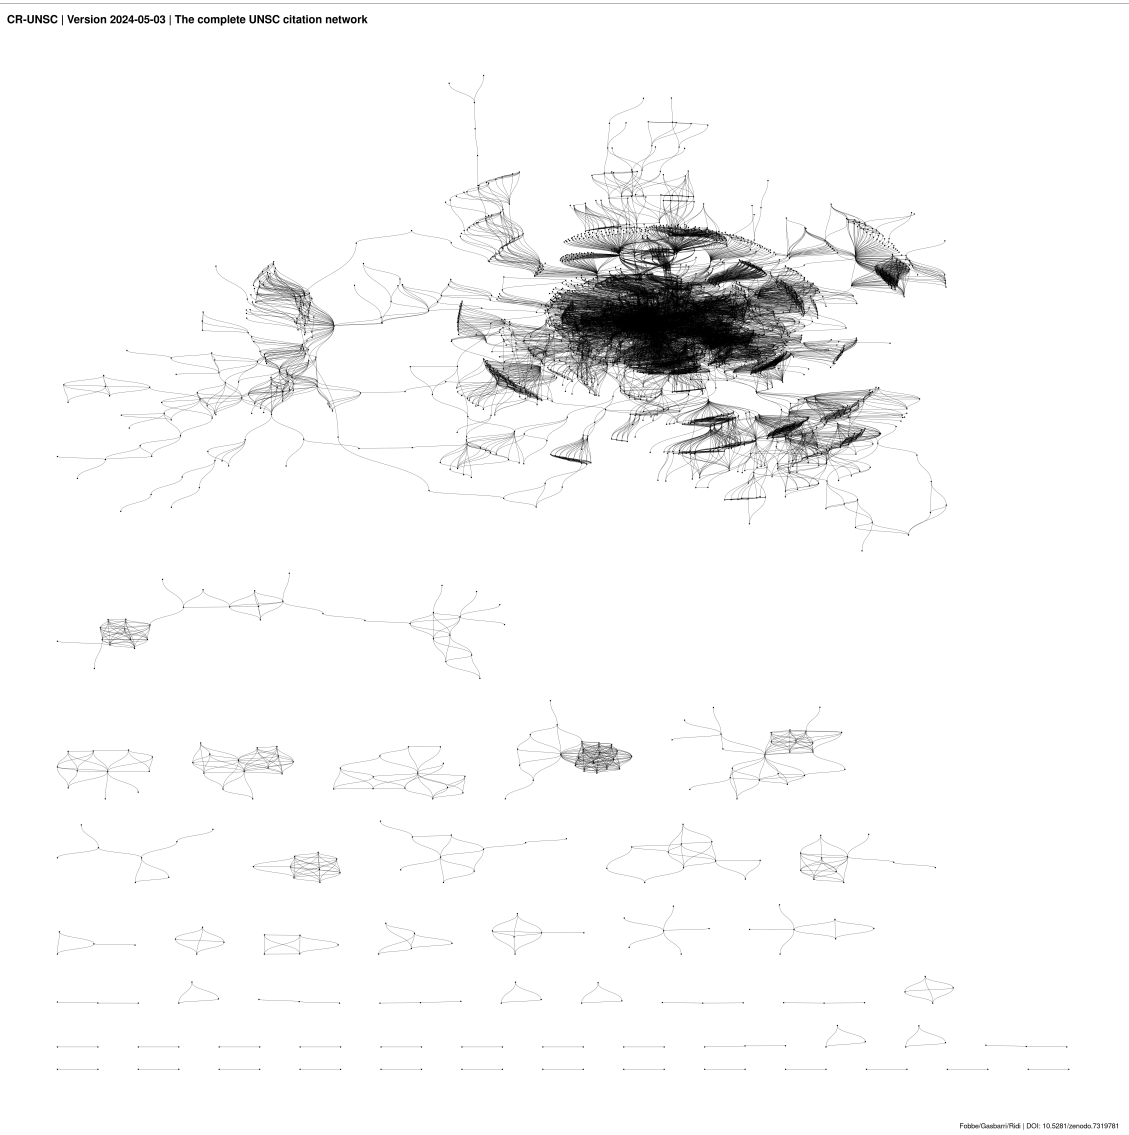 CR-UNSC | Version 2024-05-03 | The complete UNSC citation network
Fobbe/Gasbarri/Ridi | DOI: 10.5281/zenodo.7319781